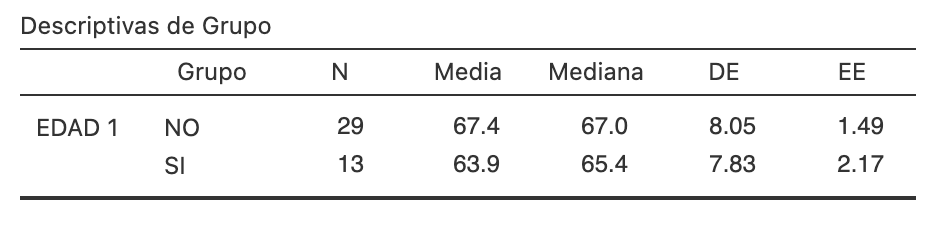 Descriptivas de Grupo
Grupo N Media Mediana DE EE
EDAD 1 NO 29 67.4 67.0 8.05 1.49
SI 13 63.9 65.4 7.83 2.17